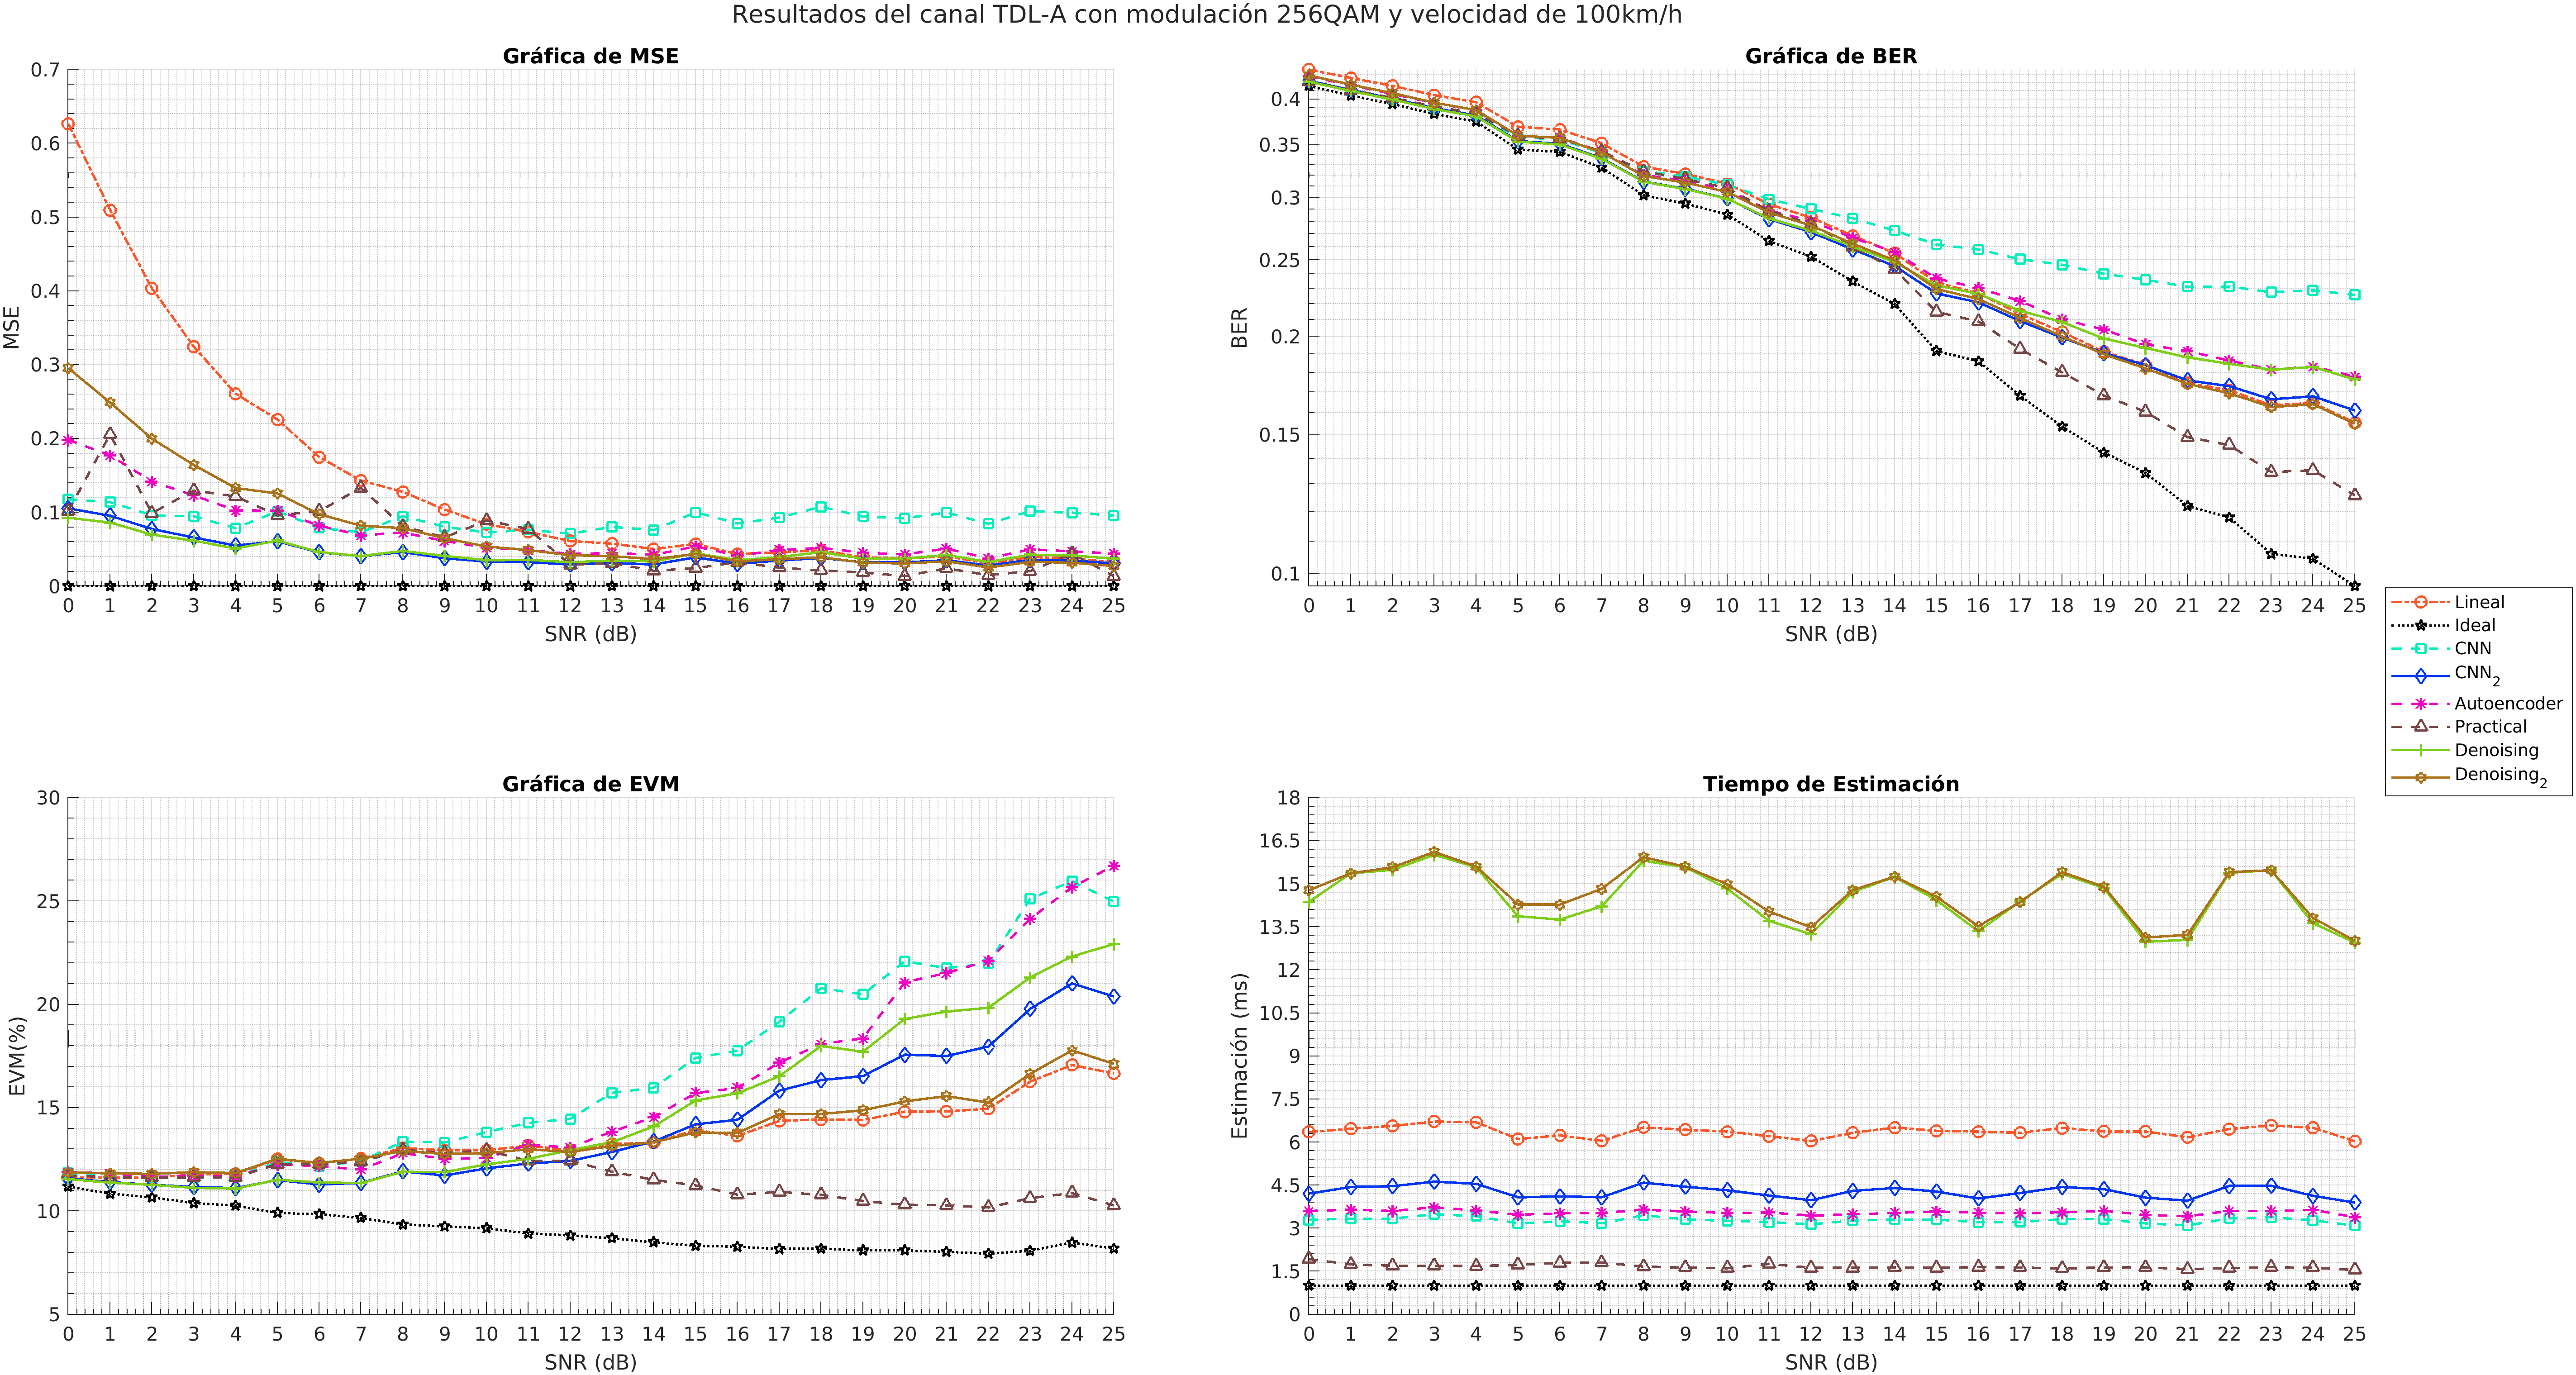 Resultados del canal TDL-A con modulación 256QAM y velocidad de 100km/h
Gráfica de MSE
0.7
0.6
0.5
0.4
0.3
0.2
0.1
0
MSE
0 1 2 3 4 5 6 7 8 9 10 11 12 13 14 15 16 17 18 19 20 21 22 23 24 25
SNR (dB)
Gráfica de BER
0.4
0.35
0.3
0.25
0.2
0.15
0.1
BER
0 1 2 3 4 5 6 7 8 9 10 11 12 13 14 15 16 17 18 19 20 21 22 23 24 25
SNR (dB)
Lineal
Ideal
CNN
CNN2
Autoencoder
Practical
Denoising
Denoising2
Gráfica de EVM
30
25
20
15
10
5
EVM(%)
0 1 2 3 4 5 6 7 8 9 10 11 12 13 14 15 16 17 18 19 20 21 22 23 24 25
SNR (dB)
Tiempo de Estimación
18
16.5
15
13.5
12
10.5
9
7.5
6
4.5
3
1.5
0
Estimación (ms)
0 1 2 3 4 5 6 7 8 9 10 11 12 13 14 15 16 17 18 19 20 21 22 23 24 25
SNR (dB)